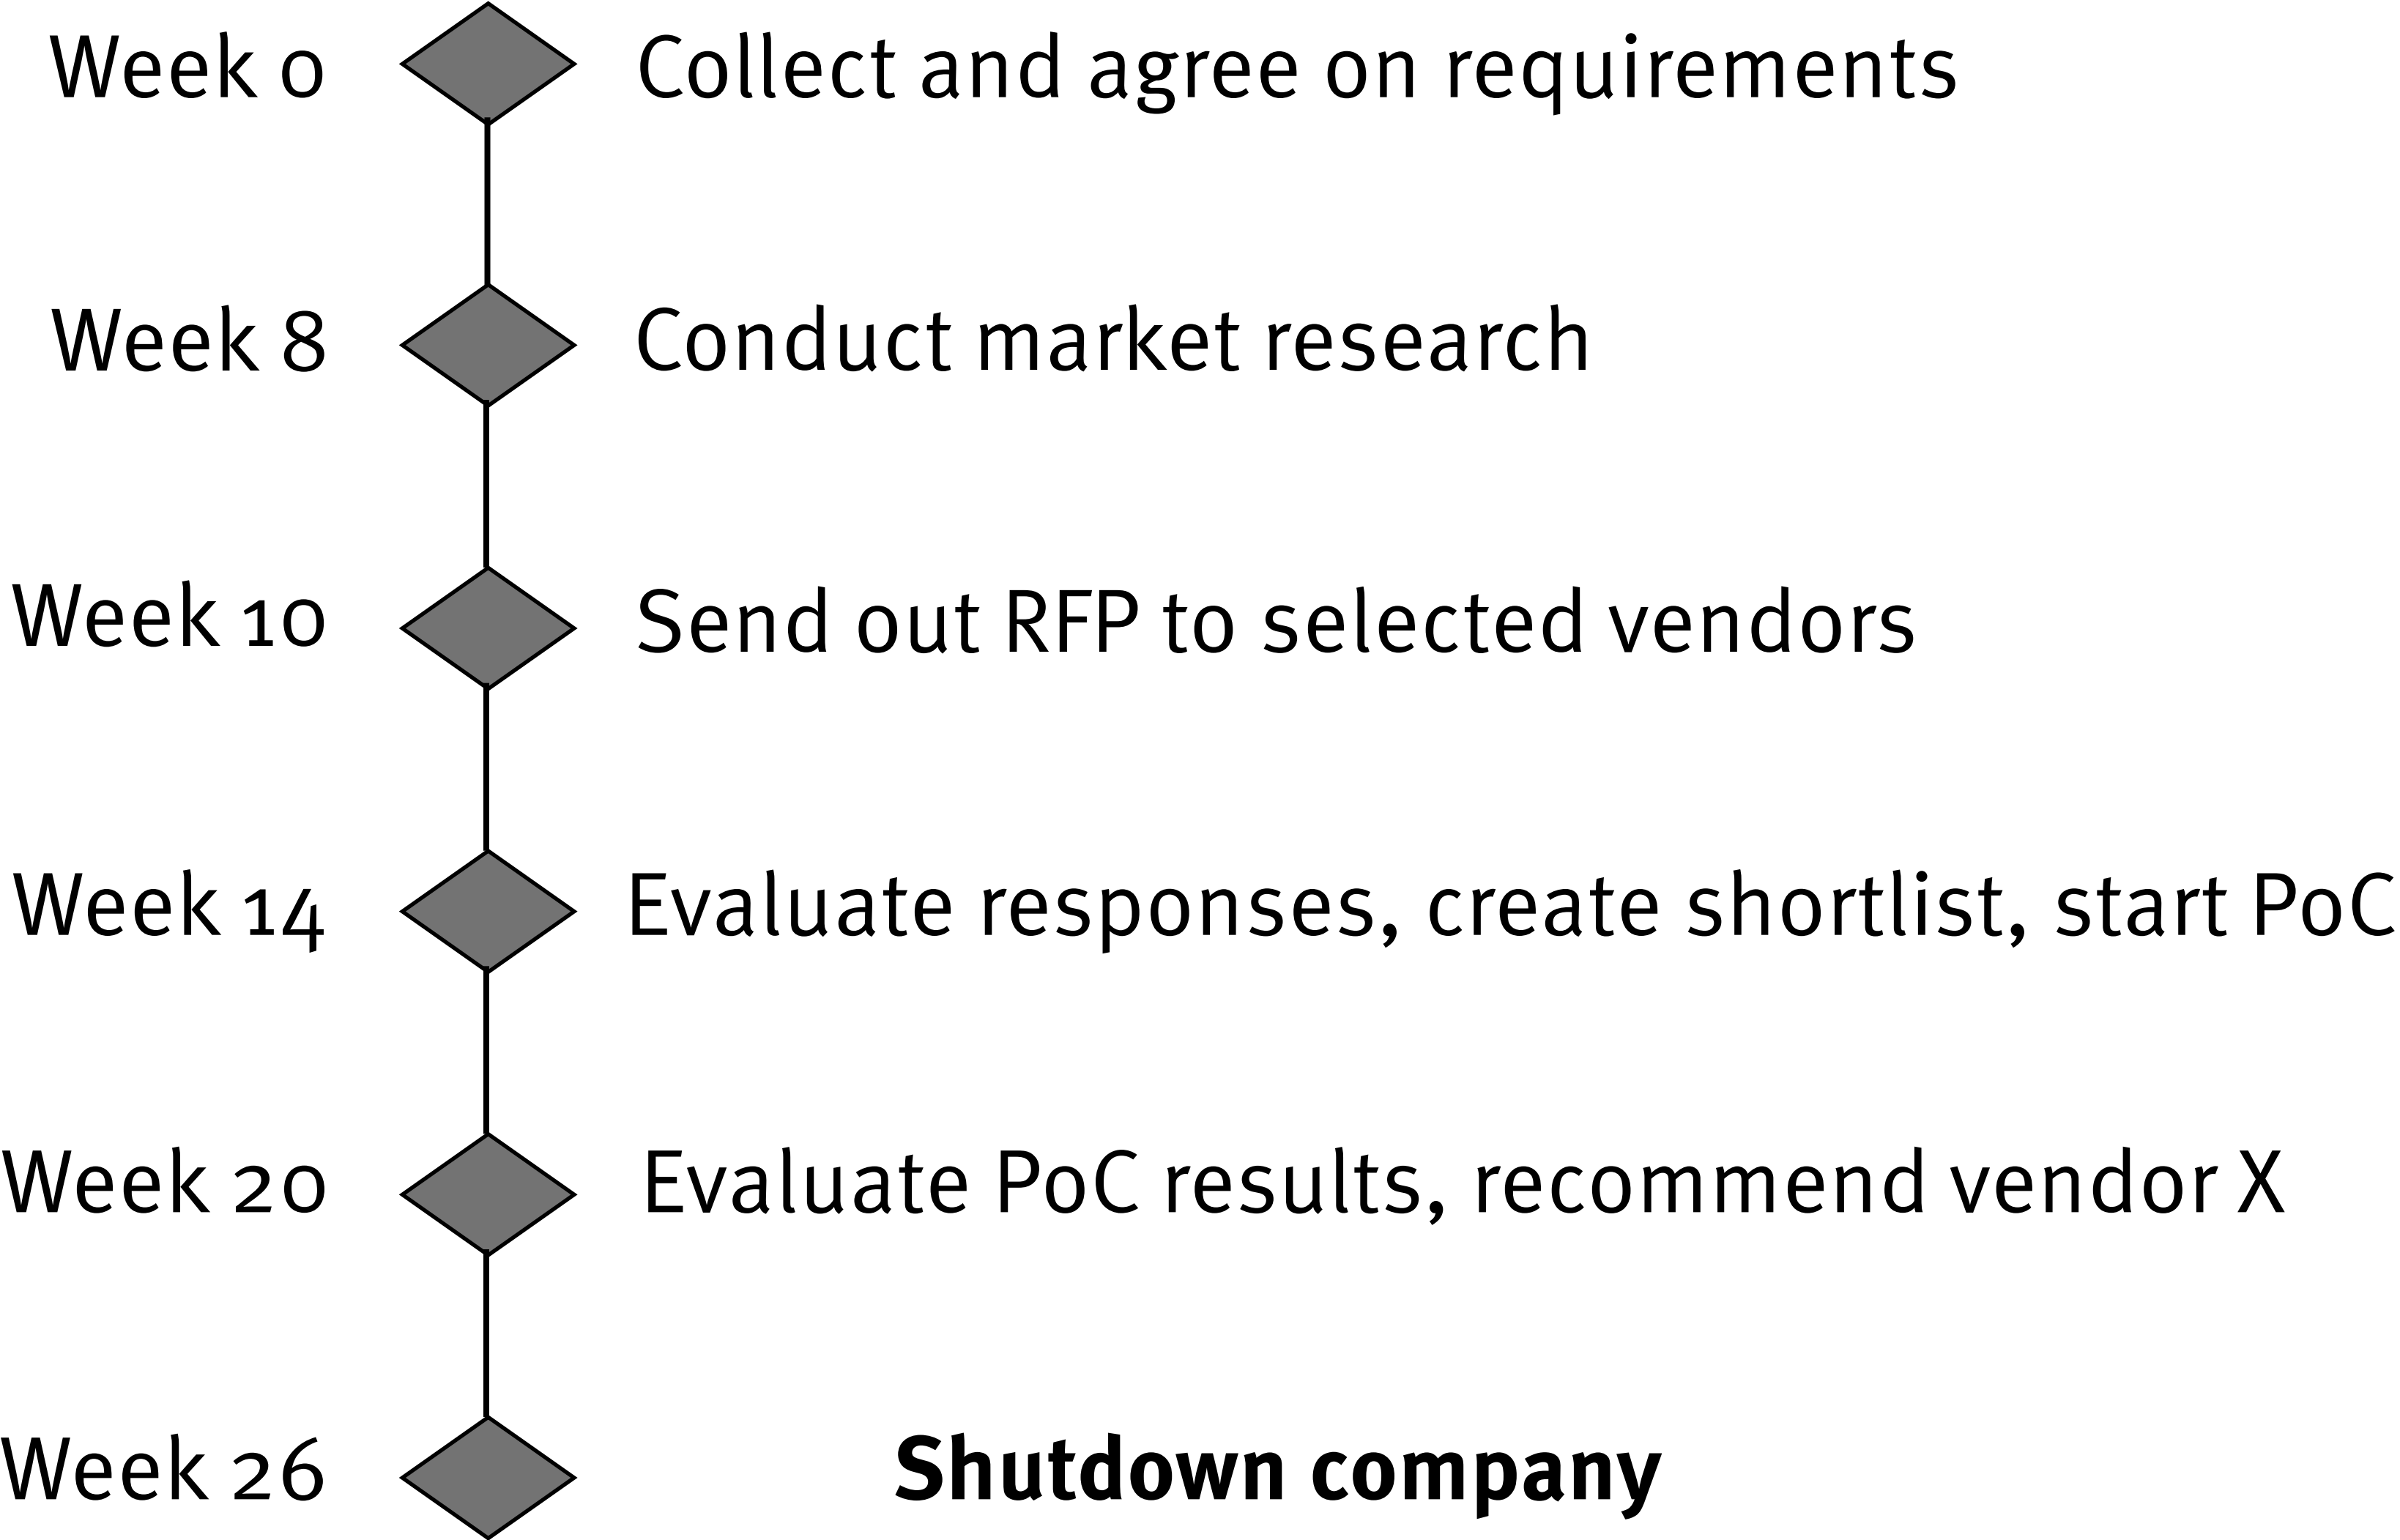 Week 0 Collect and agree on requirements
Week 8 Conduct market research
Week 10 Send out RFP to selected vendors
Week 14 Evaluate responses, create shortlist, start PoC
Week 20 Evaluate PoC results, recommend vendor X
Week 26 Shutdown company